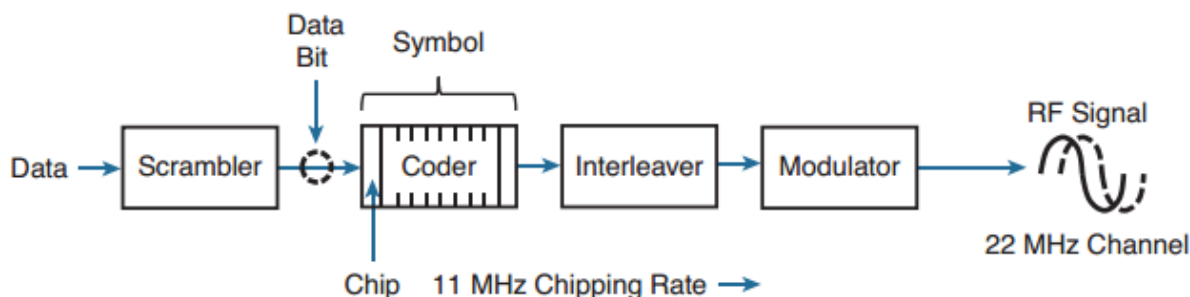 Data
Bit
Symbol
RF Signal
Data
Scrambler
Coder
Interleaver
Modulator
22 MHz Channel
Chip
11 MHz Chipping Rate